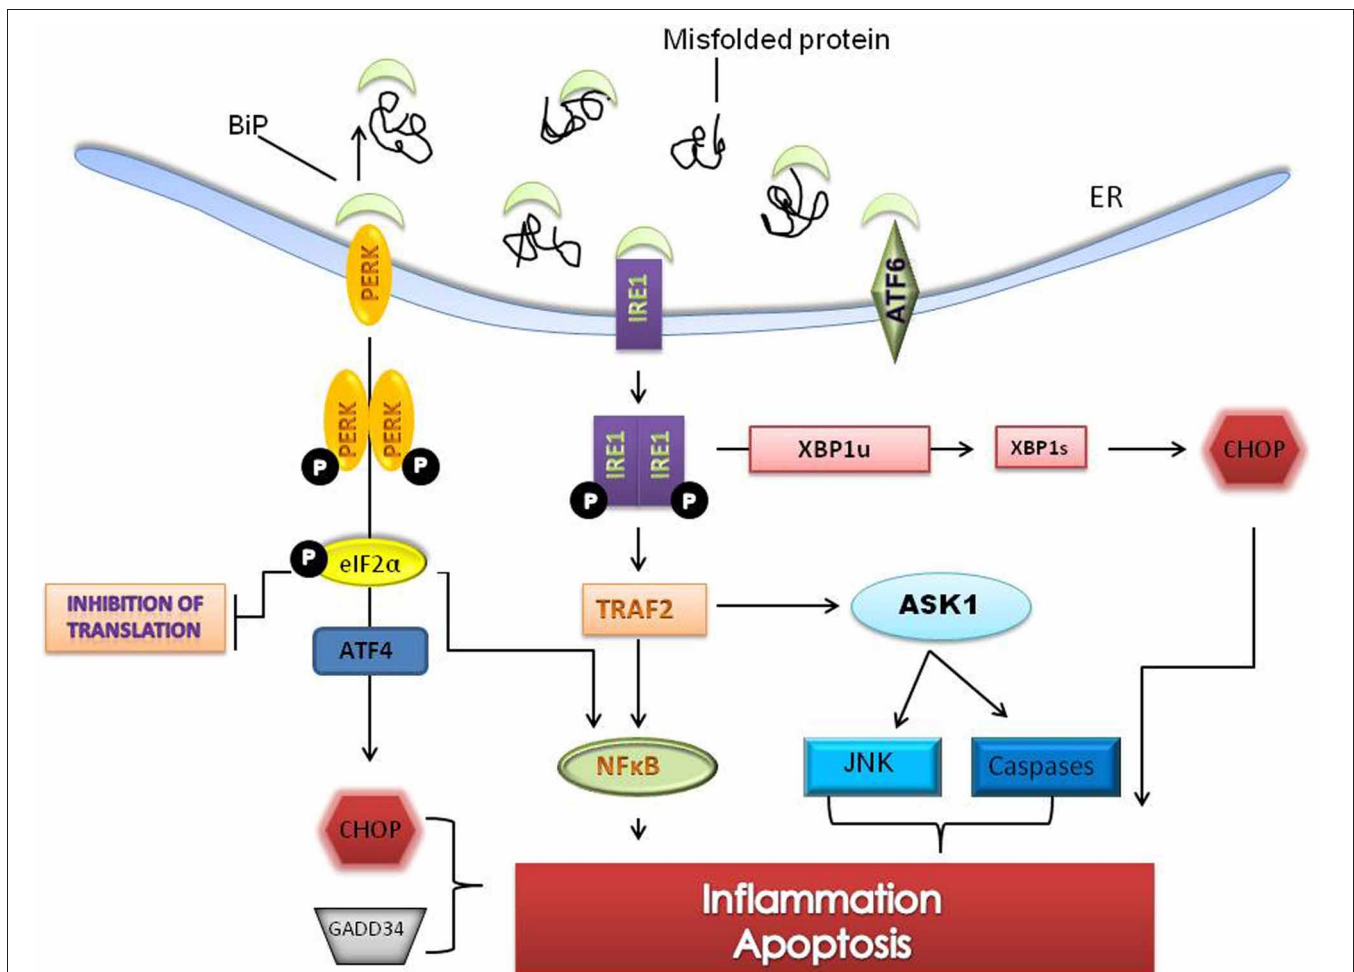 Misfolded protein
BiP
ER
PERK
IRE1
ATF6
PERK
PERK
P
P
IRE1
IRE1
P
P
XBP1u
XBP1s
CHOP
P
eIF2α
INHIBITION OF
TRANSLATION
TRAF2
ASK1
ATF4
NFκB
JNK
Caspases
CHOP
GADD34
Inflammation
Apoptosis